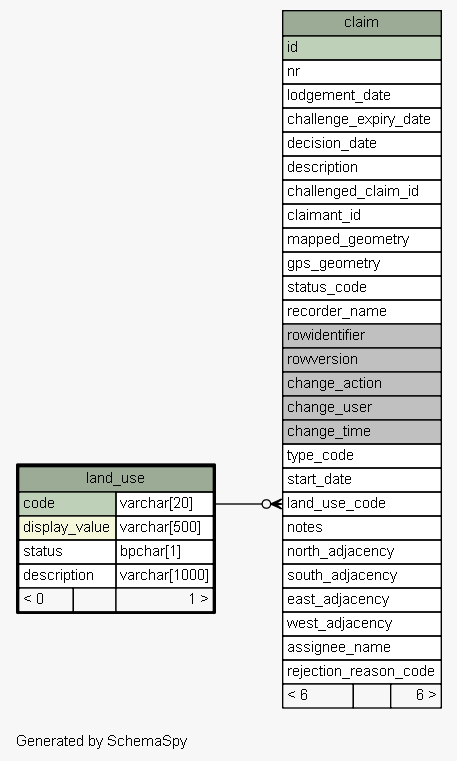 claim
id
nr
lodgement_date
challenge_expiry_date
decision_date
description
challenged_claim_id
claimant_id
mapped_geometry
gps_geometry
status_code
recorder_name
rowidentifier
rowversion
change_action
change_user
change_time
type_code
start_date
land_use_code
notes
north_adjacency
south_adjacency
east_adjacency
west_adjacency
assignee_name
rejection_reason_code
< 6 6 >
land_use
code varchar[20]
display_value varchar[500]
status bpchar[1]
description varchar[1000]
< 0 1 >
Generated by SchemaSpy